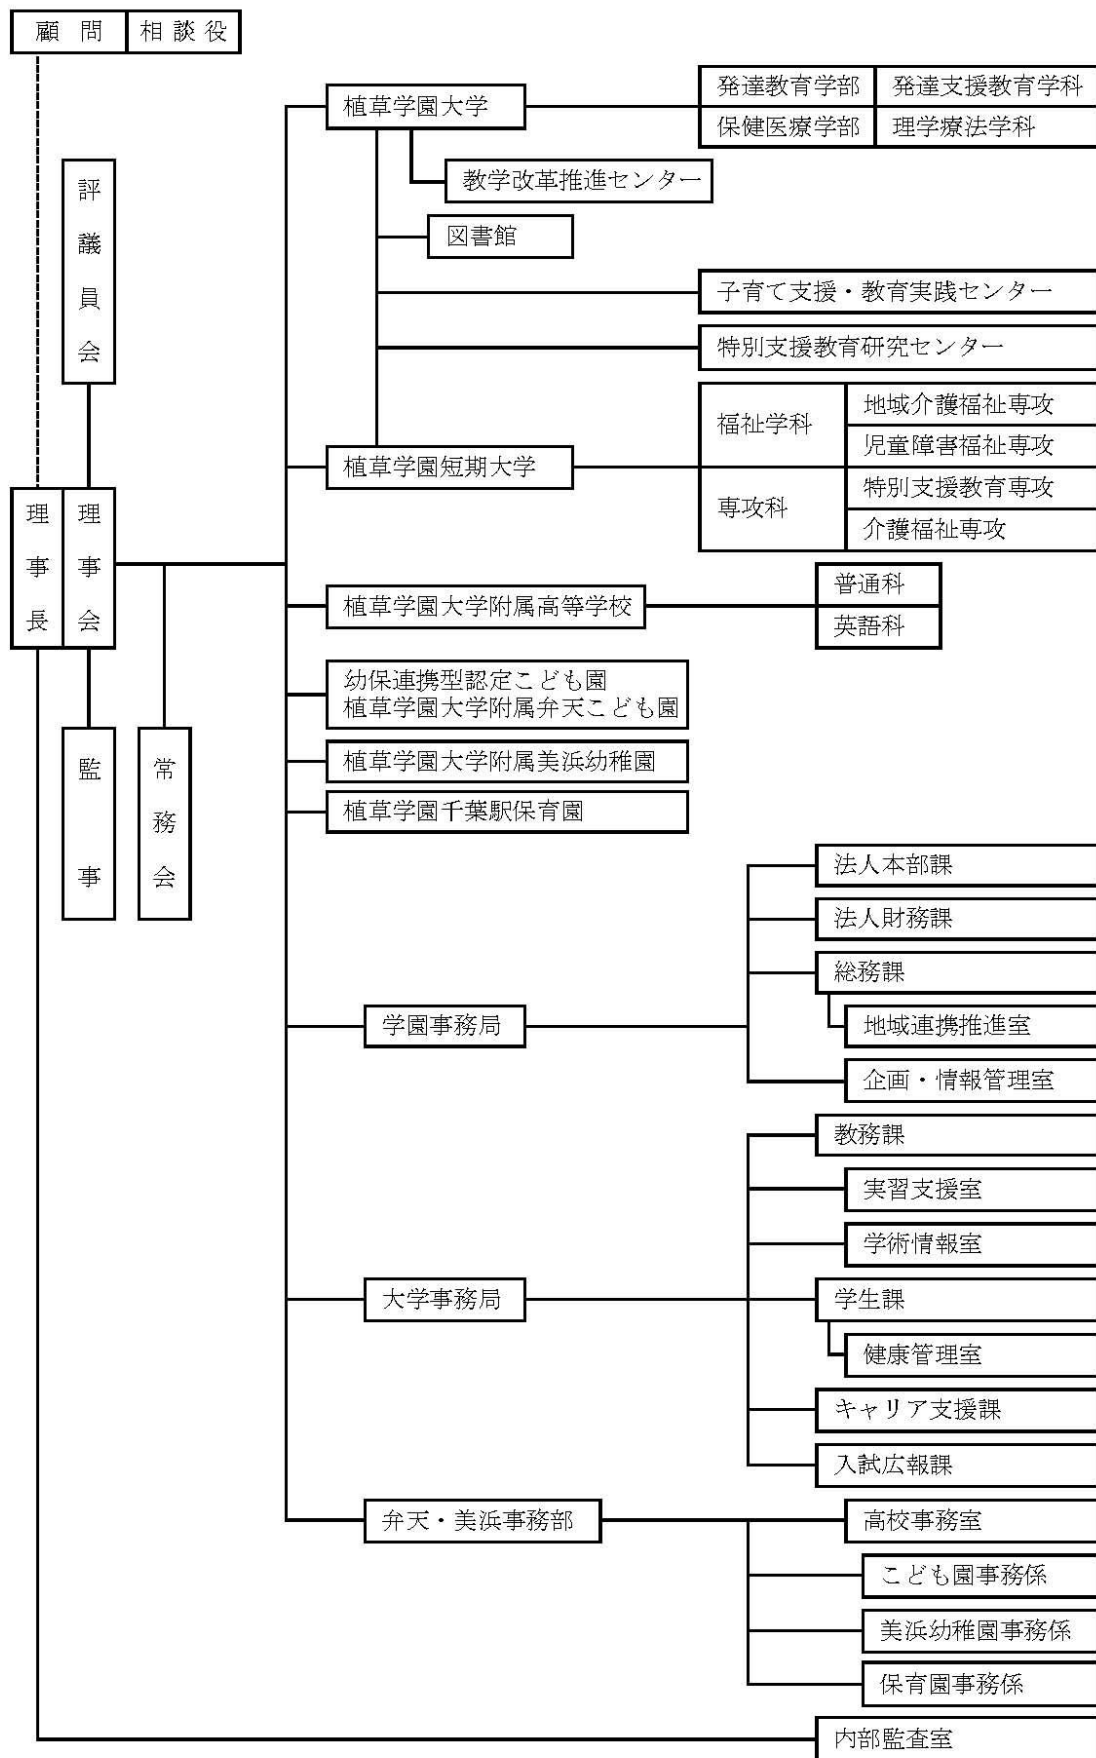 顧問 相談役
植草学園大学
発達教育学部 発達支援教育学科
保健医療学部 理学療法学科
教学改革推進センター
図書館
子育て支援・教育実践センター
特別支援教育研究センター
評議員会
植草学園短期大学
福祉学科
地域介護福祉専攻
児童障害福祉専攻
専攻科
特別支援教育専攻
介護福祉専攻
理事長
理事会
植草学園大学附属高等学校
普通科
英語科
幼保連携型認定こども園
植草学園大学附属弁天こども園
植草学園大学附属美浜幼稚園
植草学園千葉駅保育園
監事
常務会
学園事務局
法人本部課
法人財務課
総務課
地域連携推進室
企画・情報管理室
大学事務局
教務課
実習支援室
学術情報室
学生課
健康管理室
キャリア支援課
入試広報課
弁天・美浜事務部
高校事務室
こども園事務係
美浜幼稚園事務係
保育園事務係
内部監査室